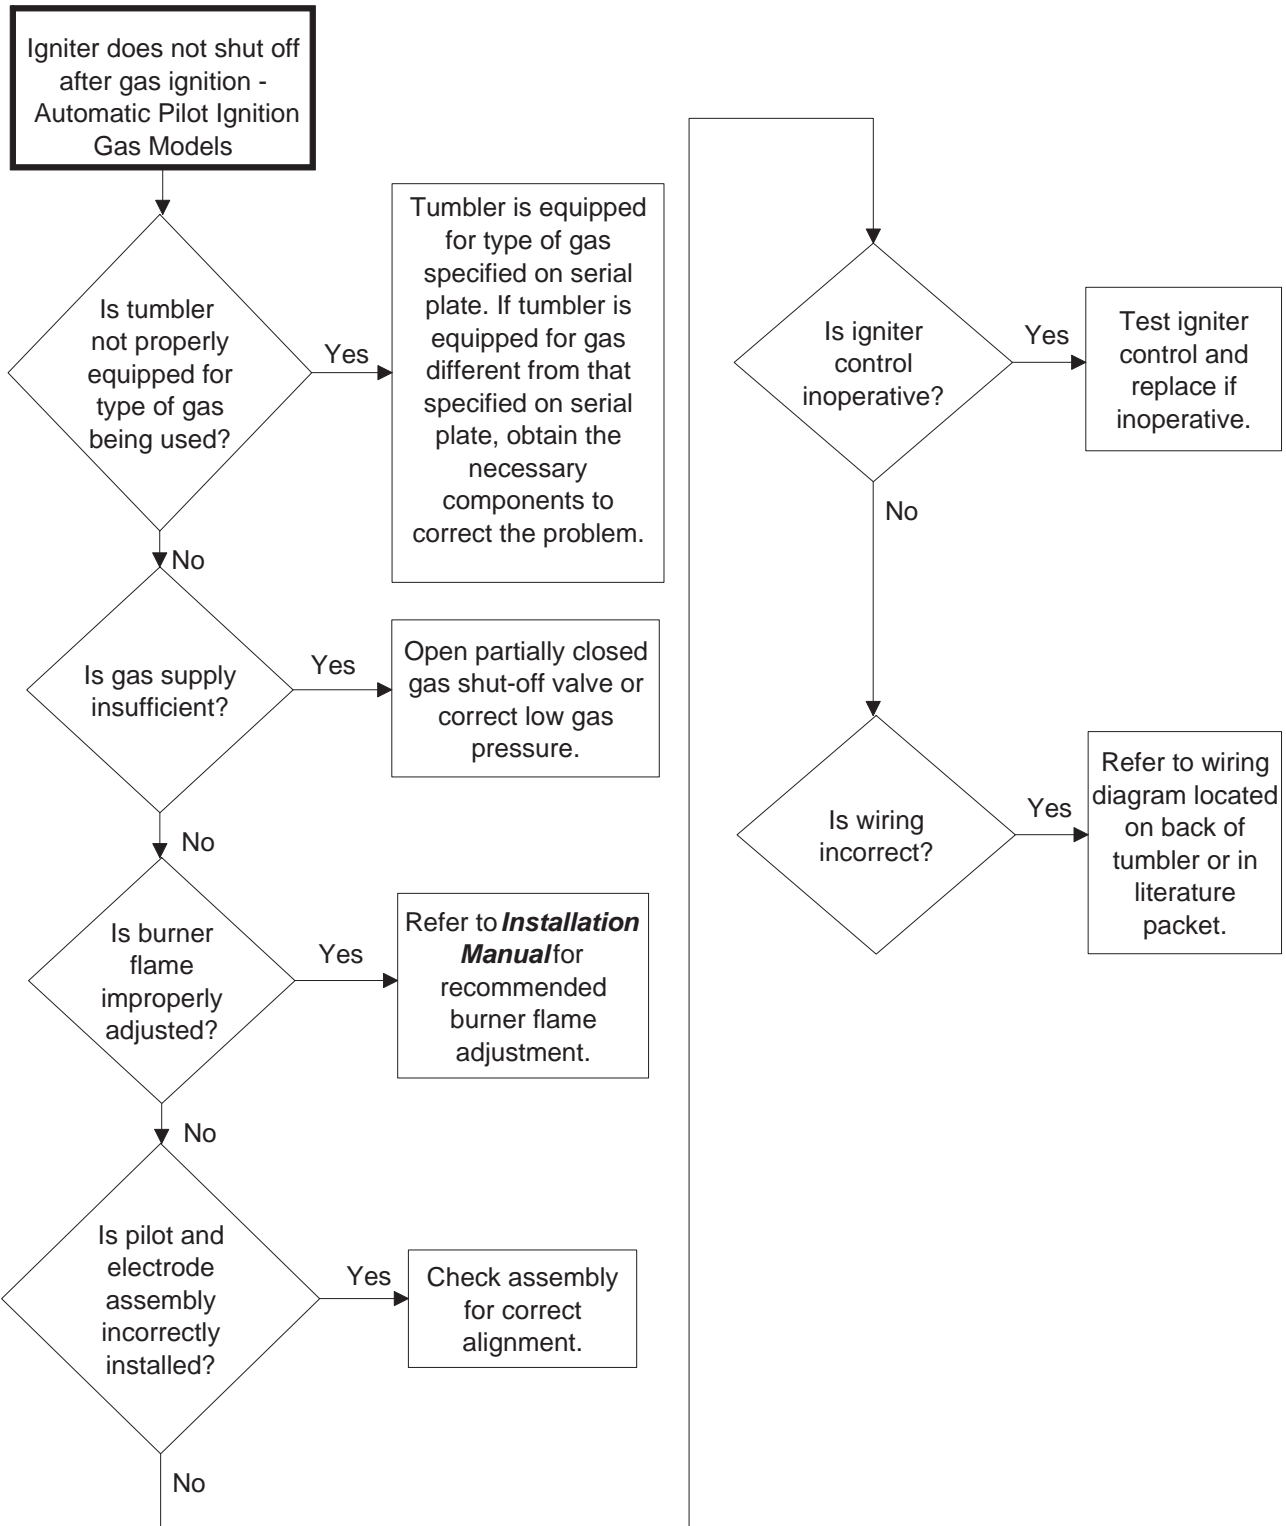 Igniter does not shut off
after gas ignition -
Automatic Pilot Ignition
Gas Models
Is tumbler
not properly
equipped for
type of gas
being used?
Yes
Tumbler is equipped
for type of gas
specified on serial
plate. If tumbler is
equipped for gas
different from that
specified on serial
plate, obtain the
necessary
components to
correct the problem.
No
Is gas supply
insufficient?
Yes
Open partially closed
gas shut-off valve or
correct low gas
pressure.
No
Is burner
flame
improperly
adjusted?
Yes
Refer to Installation
Manual for
recommended
burner flame
adjustment.
No
Is pilot and
electrode
assembly
incorrectly
installed?
Yes
Check assembly
for correct
alignment.
No
Is igniter
control
inoperative?
Yes
Test igniter
control and
replace if
inoperative.
No
Is wiring
incorrect?
Yes
Refer to wiring
diagram located
on back of
tumbler or in
literature
packet.